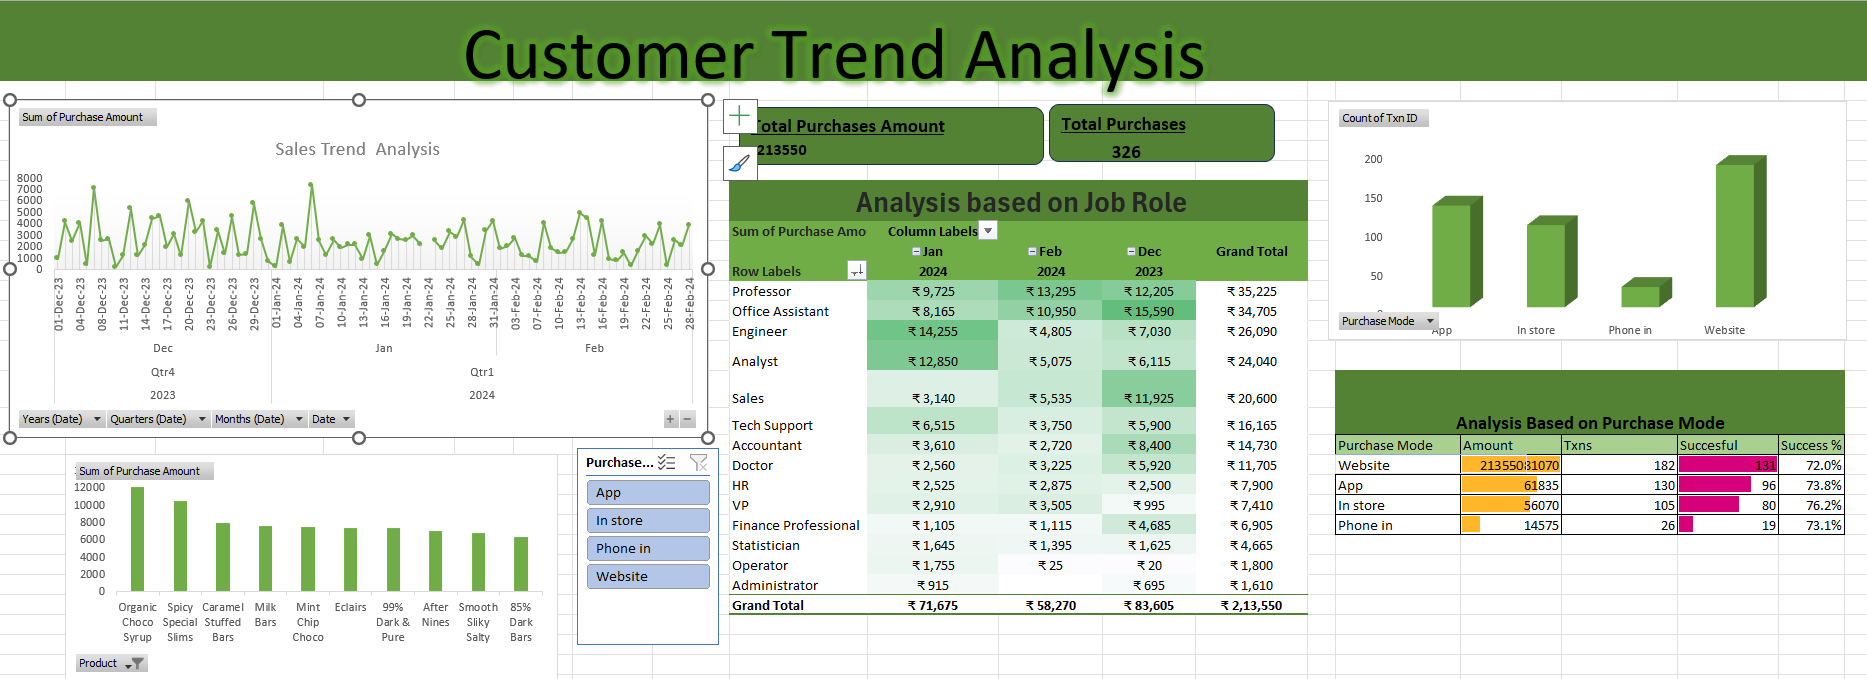 Customer Trend Analysis
Sum of Purchase Amount
Sales Trend  Analysis
8000
7000
6000
5000
4000
3000
2000
1000
0
01-Dec-23 04-Dec-23 08-Dec-23 11-Dec-23 14-Dec-23 17-Dec-23 20-Dec-23 23-Dec-23 26-Dec-23 29-Dec-23 01-Jan-24 04-Jan-24 07-Jan-24 10-Jan-24 13-Jan-24 16-Jan-24 19-Jan-24 22-Jan-24 25-Jan-24 28-Jan-24 31-Jan-24 03-Feb-24 07-Feb-24 10-Feb-24 13-Feb-24 16-Feb-24 19-Feb-24 22-Feb-24 25-Feb-24 28-Feb-24
Dec Jan Feb
Qtr4 Qtr1
2023 2024
Years (Date) Quarters (Date) Months (Date) Date + −
Sum of Purchase Amount
12000
10000
8000
6000
4000
2000
0
Organic Choco Syrup
Spicy Special Slims
Caramel Stuffed Bars
Milk Bars
Mint Chip Choco
Eclairs
99% Dark & Pure
After Nines
Smooth Sliky Salty
85% Dark Bars
Product
Purchase...
App
In store
Phone in
Website
Total Purchases Amount
213550
Total Purchases
326
Analysis based on Job Role
Sum of Purchase Amo Column Labels
Jan Feb Dec Grand Total
Row Labels 2024 2024 2023
Professor ₹ 9,725 ₹ 13,295 ₹ 12,205 ₹ 35,225
Office Assistant ₹ 8,165 ₹ 10,950 ₹ 15,590 ₹ 34,705
Engineer ₹ 14,255 ₹ 4,805 ₹ 7,030 ₹ 26,090
Analyst ₹ 12,850 ₹ 5,075 ₹ 6,115 ₹ 24,040
Sales ₹ 3,140 ₹ 5,535 ₹ 11,925 ₹ 20,600
Tech Support ₹ 6,515 ₹ 3,750 ₹ 5,900 ₹ 16,165
Accountant ₹ 3,610 ₹ 2,720 ₹ 8,400 ₹ 14,730
Doctor ₹ 2,560 ₹ 3,225 ₹ 5,920 ₹ 11,705
HR ₹ 2,525 ₹ 2,875 ₹ 2,500 ₹ 7,900
VP ₹ 2,910 ₹ 3,505 ₹ 995 ₹ 7,410
Finance Professional ₹ 1,105 ₹ 1,115 ₹ 4,685 ₹ 6,905
Statistician ₹ 1,645 ₹ 1,395 ₹ 1,625 ₹ 4,665
Operator ₹ 1,755 ₹ 25 ₹ 20 ₹ 1,800
Administrator ₹ 915 ₹ 695 ₹ 1,610
Grand Total ₹ 71,675 ₹ 58,270 ₹ 83,605 ₹ 2,13,550
Count of Txn ID
200
150
100
50
Purchase Mode
App In store Phone in Website
Analysis Based on Purchase Mode
Purchase Mode Amount Txns Succesful Success %
Website 213550 81070 182 131 72.0%
App 61835 130 96 73.8%
In store 56070 105 80 76.2%
Phone in 14575 26 19 73.1%